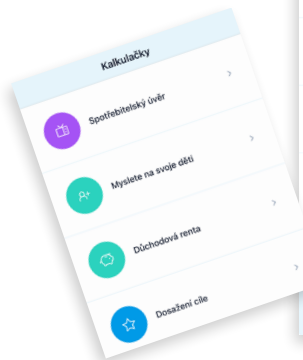 Kalkulačky
Spotřebitelský úvěr
Myslete na svoje děti
Důchodová renta
Dosažení cíle